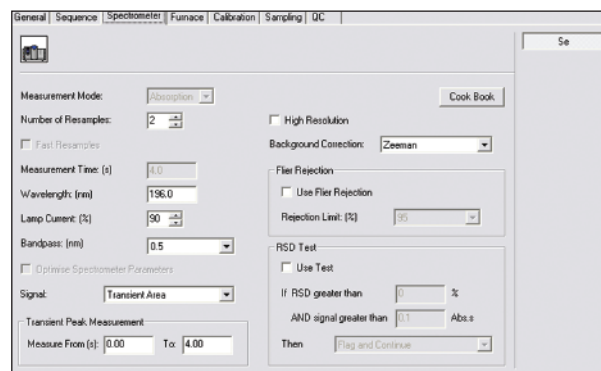 General Sequence Spectrometer Furnace Calibration Sampling QC
Se
Measurement Mode: Absorption
Cook Book
Number of Resamples: 2
High Resolution
Fast Resamples
Background Correction: Zeeman
Measurement Time: (s) 4.0
Flier Rejection
Wavelength: (nm) 196.0
Use Flier Rejection
Lamp Current: (%) 90
Rejection Limit: (%) 95
Bandpass: (nm) 0.5
RSD Test
Optimise Spectrometer Parameters
Use Test
Signal: Transient Area
If RSD greater than 0 %
Transient Peak Measurement
AND signal greater than 0.1 Abs.s
Measure From (s): 0.00 To: 4.00
Then Flag and Continue